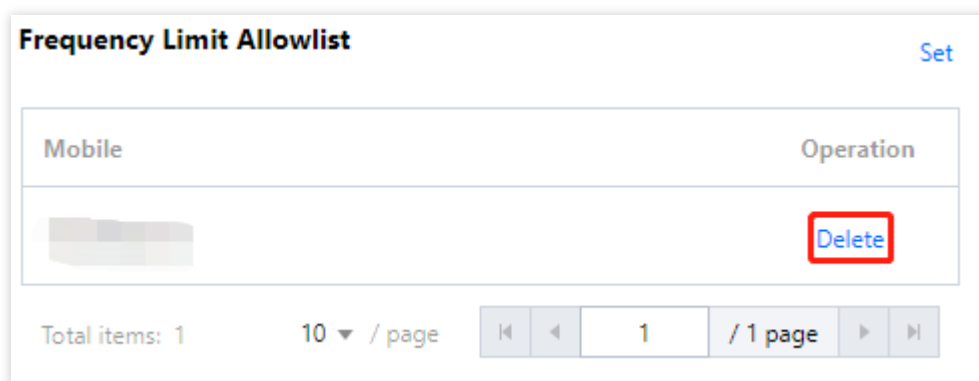 Frequency Limit Allowlist
Set
Mobile Operation
Delete
Total items: 1 10 / page 1 / 1 page